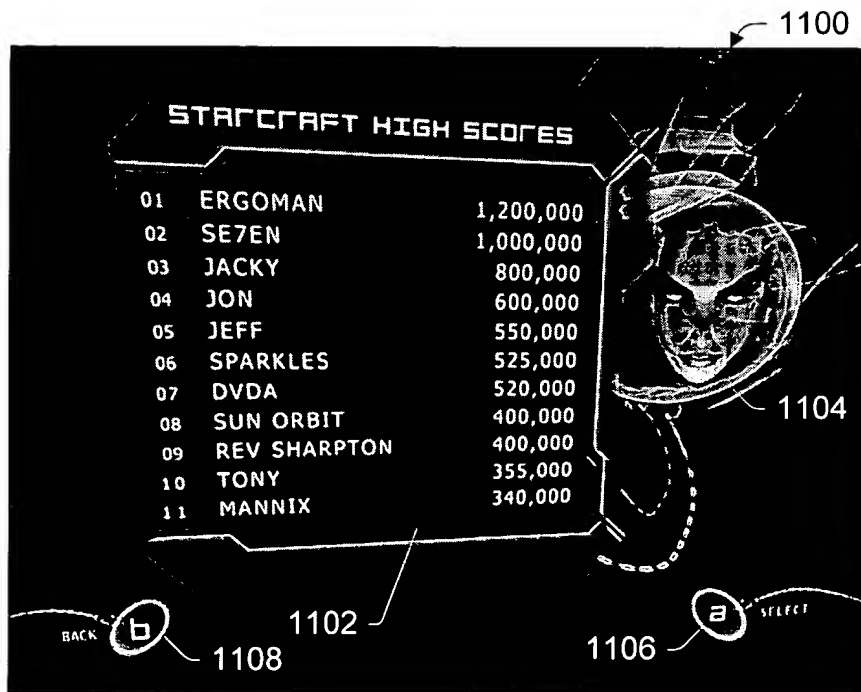 1100
STARCRAFT HIGH SCORES
01 ERGOMAN 1,200,000
02 SE7EN 1,000,000
03 JACKY 800,000
04 JON 600,000
05 JEFF 550,000
06 SPARKLES 525,000
07 DVDA 520,000
08 SUN ORBIT 400,000
09 REV SHARPTON 400,000
10 TONY 355,000
11 MANNIX 340,000
1104
BACK b
1108
1102
1106
a SELECT